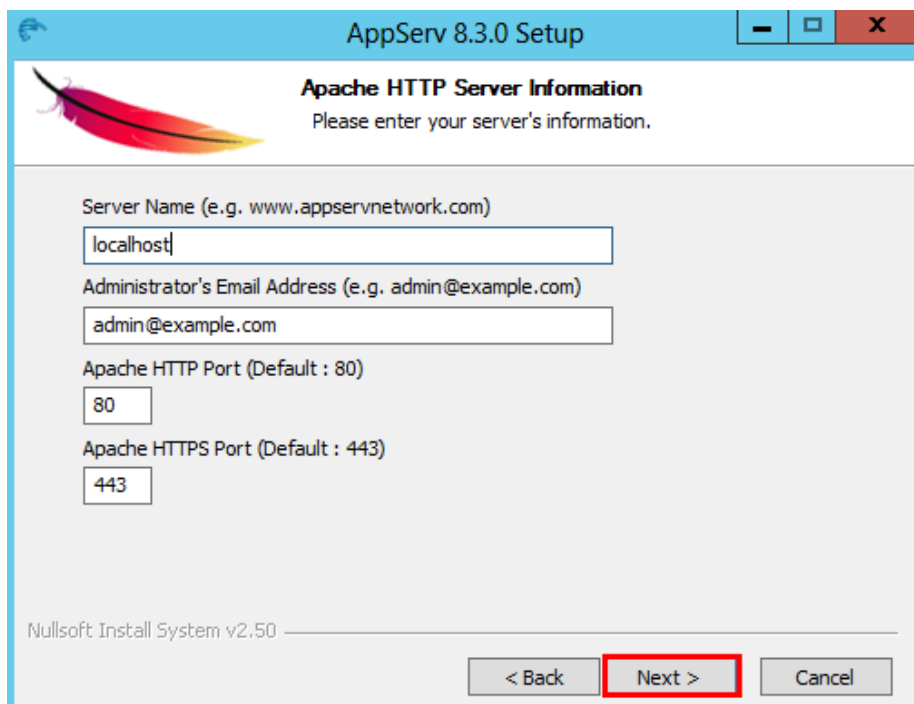 AppServ 8.3.0 Setup
Apache HTTP Server Information
Please enter your server's information.
Server Name (e.g. www.appservnetwork.com)
localhost
Administrator's Email Address (e.g. admin@example.com)
admin@example.com
Apache HTTP Port (Default : 80)
80
Apache HTTPS Port (Default : 443)
443
Nullsoft Install System v2.50
< Back Next > Cancel